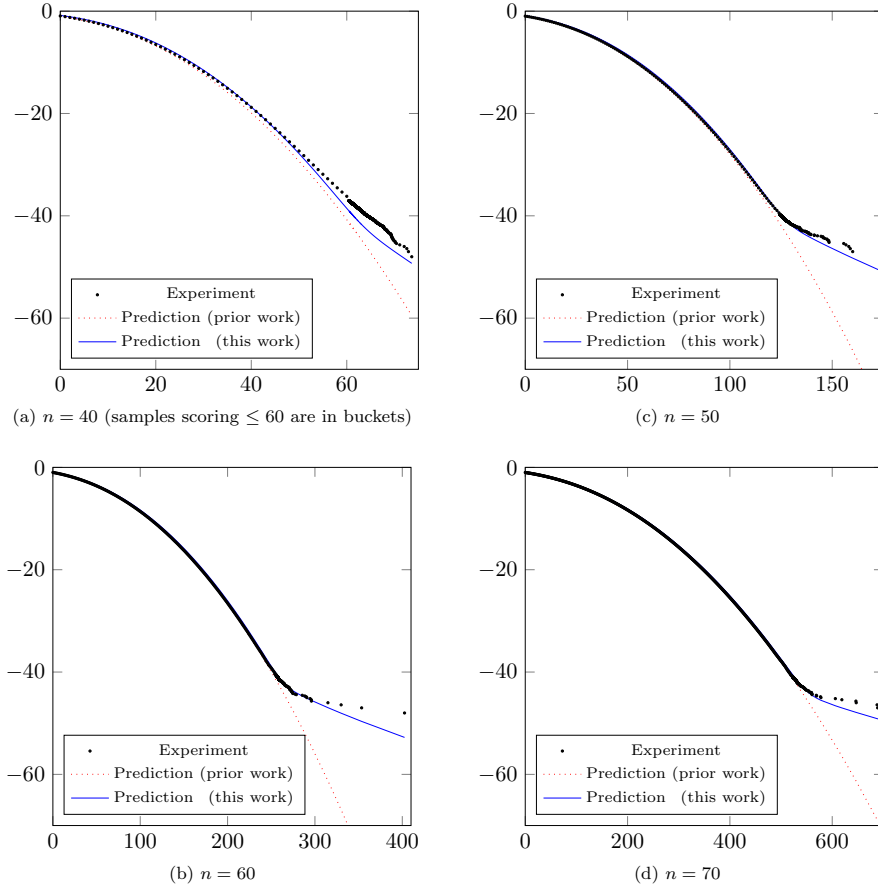 0
−20
−40
−60
0 20 40 60
Experiment
Prediction (prior work)
Prediction (this work)
(a) n = 40 (samples scoring ≤ 60 are in buckets)
0
−20
−40
−60
0 50 100 150
Experiment
Prediction (prior work)
Prediction (this work)
(c) n = 50
0
−20
−40
−60
0 100 200 300 400
Experiment
Prediction (prior work)
Prediction (this work)
(b) n = 60
0
−20
−40
−60
0 200 400 600
Experiment
Prediction (prior work)
Prediction (this work)
(d) n = 70